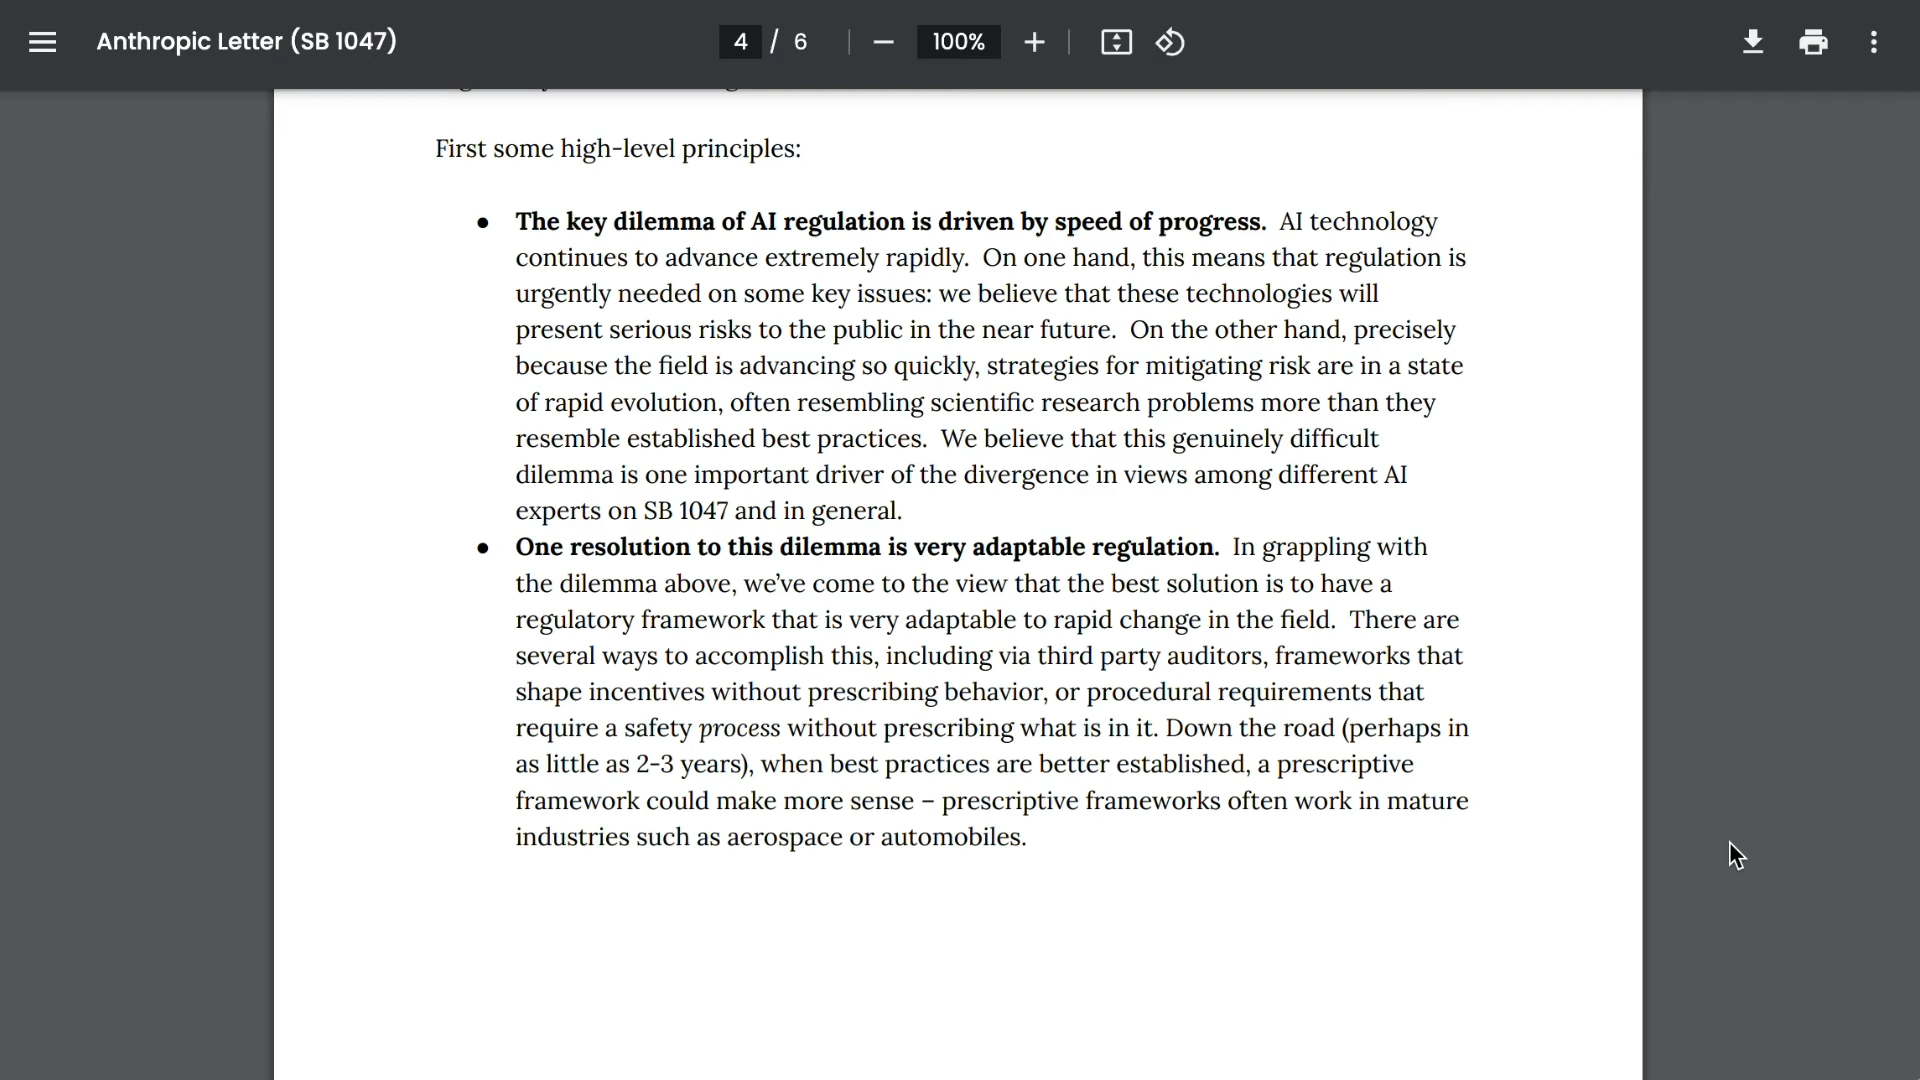 Anthropic Letter (SB 1047)
4 / 6
100%
First some high-level principles:
● The key dilemma of AI regulation is driven by speed of progress. AI technology
continues to advance extremely rapidly. On one hand, this means that regulation is
urgently needed on some key issues: we believe that these technologies will
present serious risks to the public in the near future. On the other hand, precisely
because the field is advancing so quickly, strategies for mitigating risk are in a state
of rapid evolution, often resembling scientific research problems more than they
resemble established best practices. We believe that this genuinely difficult
dilemma is one important driver of the divergence in views among different AI
experts on SB 1047 and in general.
● One resolution to this dilemma is very adaptable regulation. In grappling with
the dilemma above, we’ve come to the view that the best solution is to have a
regulatory framework that is very adaptable to rapid change in the field. There are
several ways to accomplish this, including via third party auditors, frameworks that
shape incentives without prescribing behavior, or procedural requirements that
require a safety process without prescribing what is in it. Down the road (perhaps in
as little as 2-3 years), when best practices are better established, a prescriptive
framework could make more sense – prescriptive frameworks often work in mature
industries such as aerospace or automobiles.